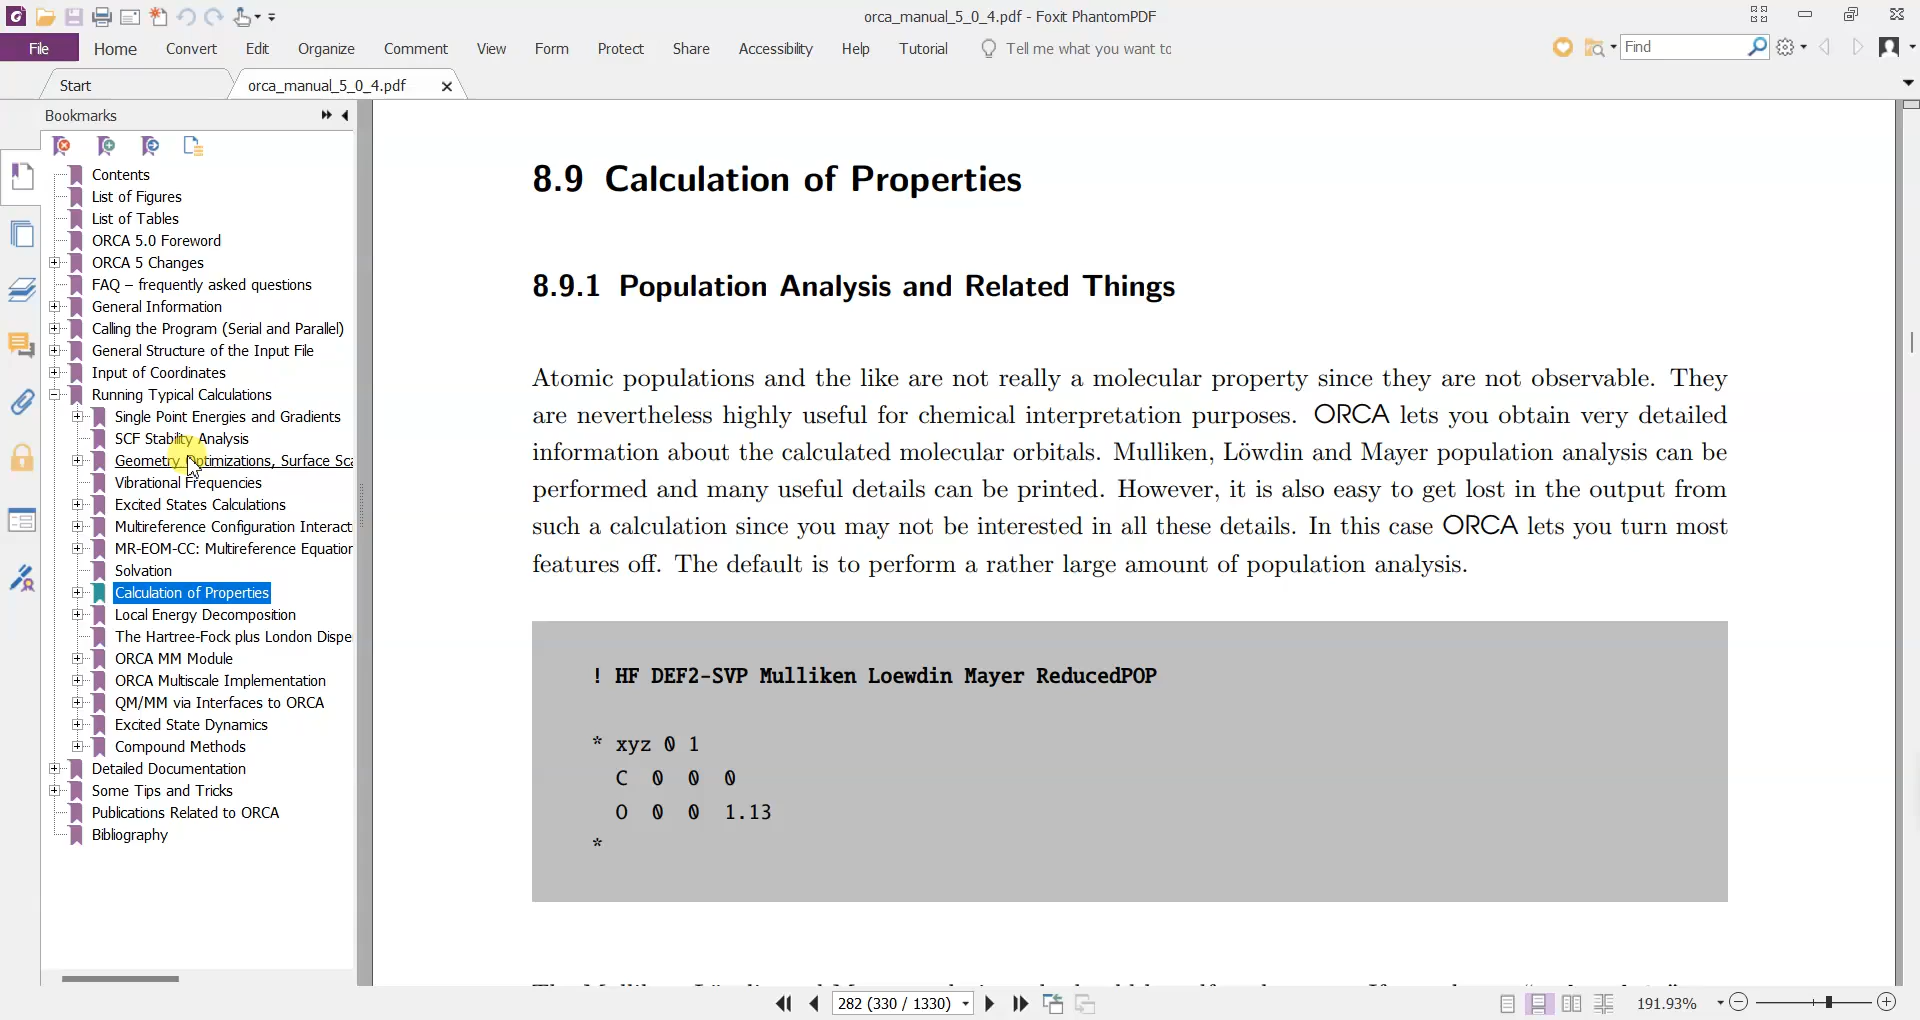 orca_manual_5_0_4.pdf - Foxit PhantomPDF
File Home Convert Edit Organize Comment View Form Protect Share Accessibility Help Tutorial Tell me what you want to Find
Start orca_manual_5_0_4.pdf
Bookmarks
Contents
List of Figures
List of Tables
ORCA 5.0 Foreword
ORCA 5 Changes
FAQ – frequently asked questions
General Information
Calling the Program (Serial and Parallel)
General Structure of the Input File
Input of Coordinates
Running Typical Calculations
Single Point Energies and Gradients
SCF Stability Analysis
Geometry Optimizations, Surface Sca
Vibrational Frequencies
Excited States Calculations
Multireference Configuration Interact
MR-EOM-CC: Multireference Equation
Solvation
Calculation of Properties
Local Energy Decomposition
The Hartree-Fock plus London Dispe
ORCA MM Module
ORCA Multiscale Implementation
QM/MM via Interfaces to ORCA
Excited State Dynamics
Compound Methods
Detailed Documentation
Some Tips and Tricks
Publications Related to ORCA
Bibliography
8.9 Calculation of Properties
8.9.1 Population Analysis and Related Things
Atomic populations and the like are not really a molecular property since they are not observable. They
are nevertheless highly useful for chemical interpretation purposes. ORCA lets you obtain very detailed
information about the calculated molecular orbitals. Mulliken, Löwdin and Mayer population analysis can be
performed and many useful details can be printed. However, it is also easy to get lost in the output from
such a calculation since you may not be interested in all these details. In this case ORCA lets you turn most
features off. The default is to perform a rather large amount of population analysis.
! HF DEF2-SVP Mulliken Loewdin Mayer ReducedPOP
* xyz 0 1
C 0 0 0
O 0 0 1.13
*
282 (330 / 1330) 191.93%